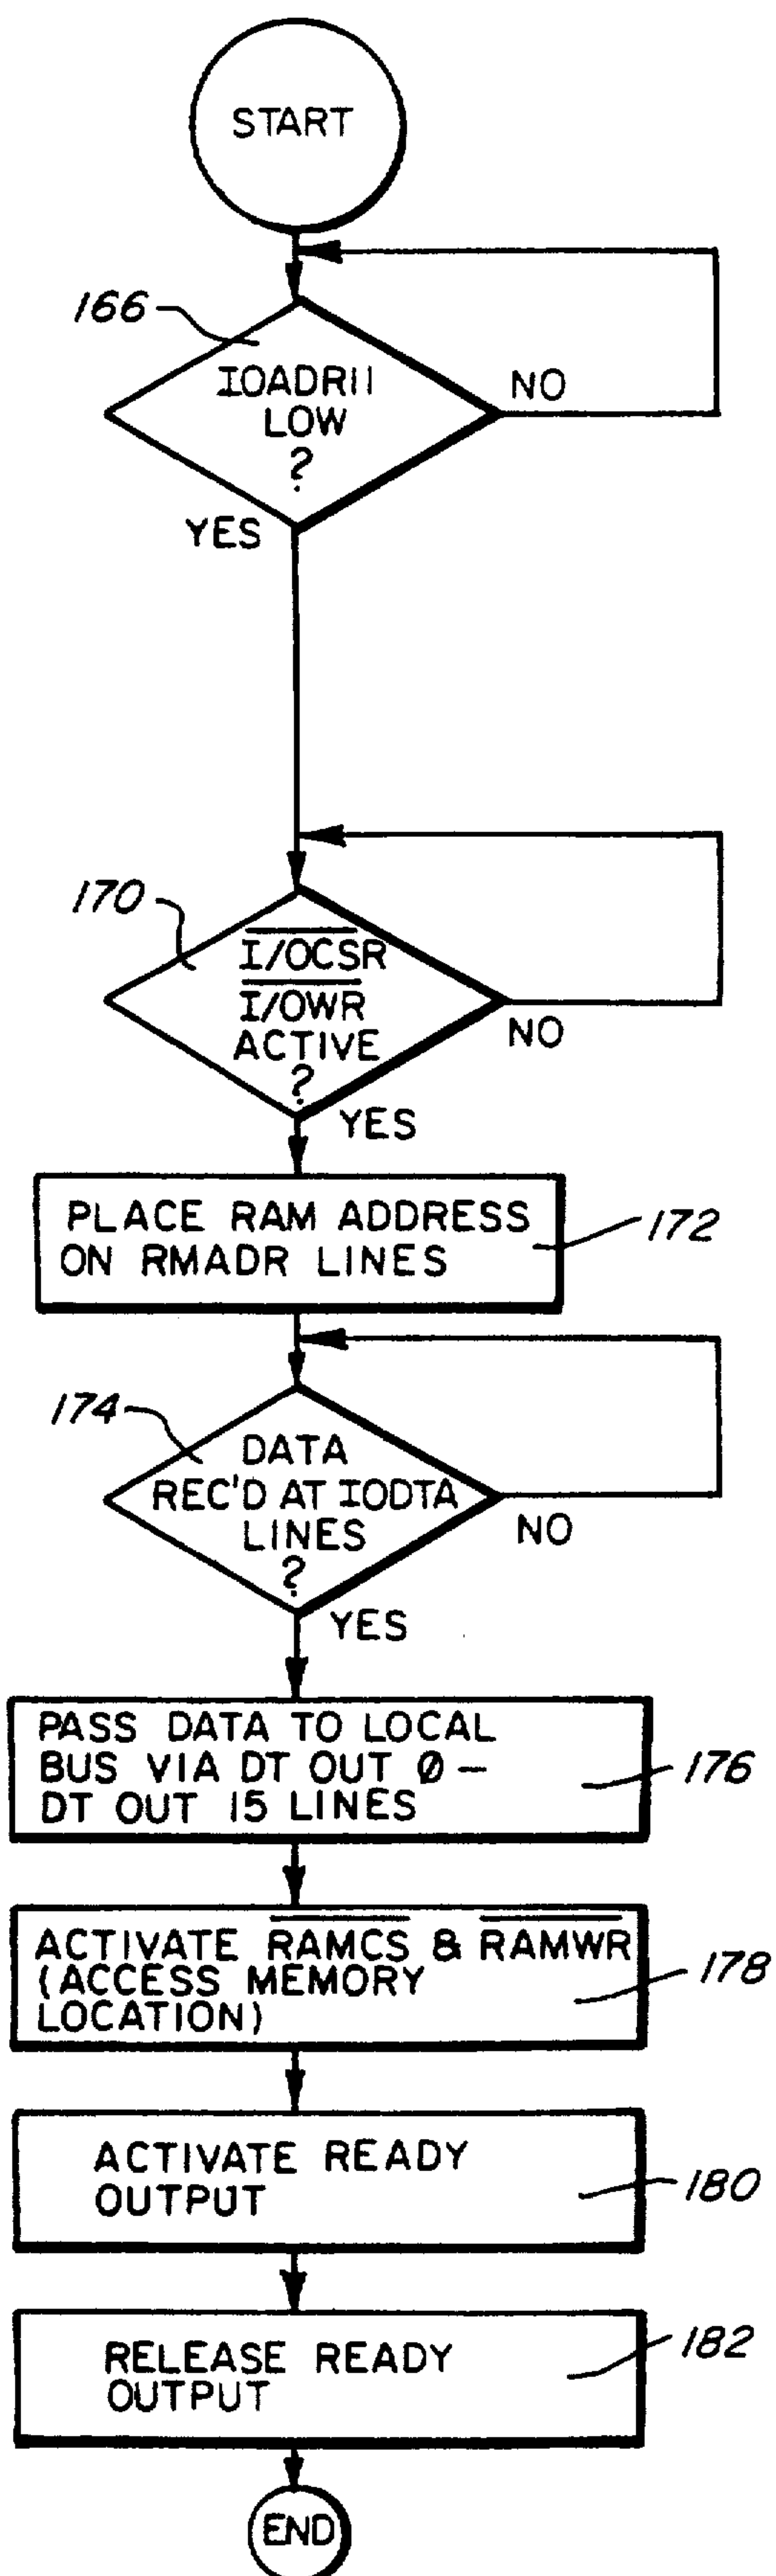 START
166
IOADR11
LOW
?
NO
YES
170
I/OCSR
I/OWR
ACTIVE
?
NO
YES
PLACE RAM ADDRESS
ON RMADR LINES
172
174
DATA
REC'D AT IODTA
LINES
?
NO
YES
PASS DATA TO LOCAL
BUS VIA DT OUT Ø –
DT OUT 15 LINES
176
ACTIVATE RAMCS & RAMWR
(ACCESS MEMORY
LOCATION)
178
ACTIVATE READY
OUTPUT
180
RELEASE READY
OUTPUT
182
END